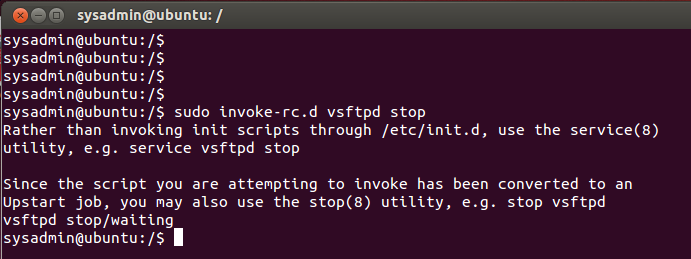 sysadmin@ubuntu: /
sysadmin@ubuntu:/$
sysadmin@ubuntu:/$
sysadmin@ubuntu:/$
sysadmin@ubuntu:/$
sysadmin@ubuntu:/$ sudo invoke-rc.d vsftpd stop
Rather than invoking init scripts through /etc/init.d, use the service(8)
utility, e.g. service vsftpd stop

Since the script you are attempting to invoke has been converted to an
Upstart job, you may also use the stop(8) utility, e.g. stop vsftpd
vsftpd stop/waiting
sysadmin@ubuntu:/$